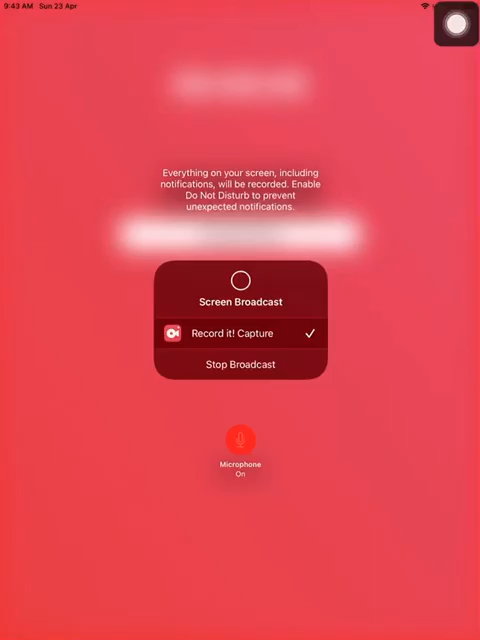 9:43 AM Sun 23 Apr
Everything on your screen, including
notifications, will be recorded. Enable
Do Not Disturb to prevent
unexpected notifications.
Screen Broadcast
Record it! Capture
Stop Broadcast
Microphone
On